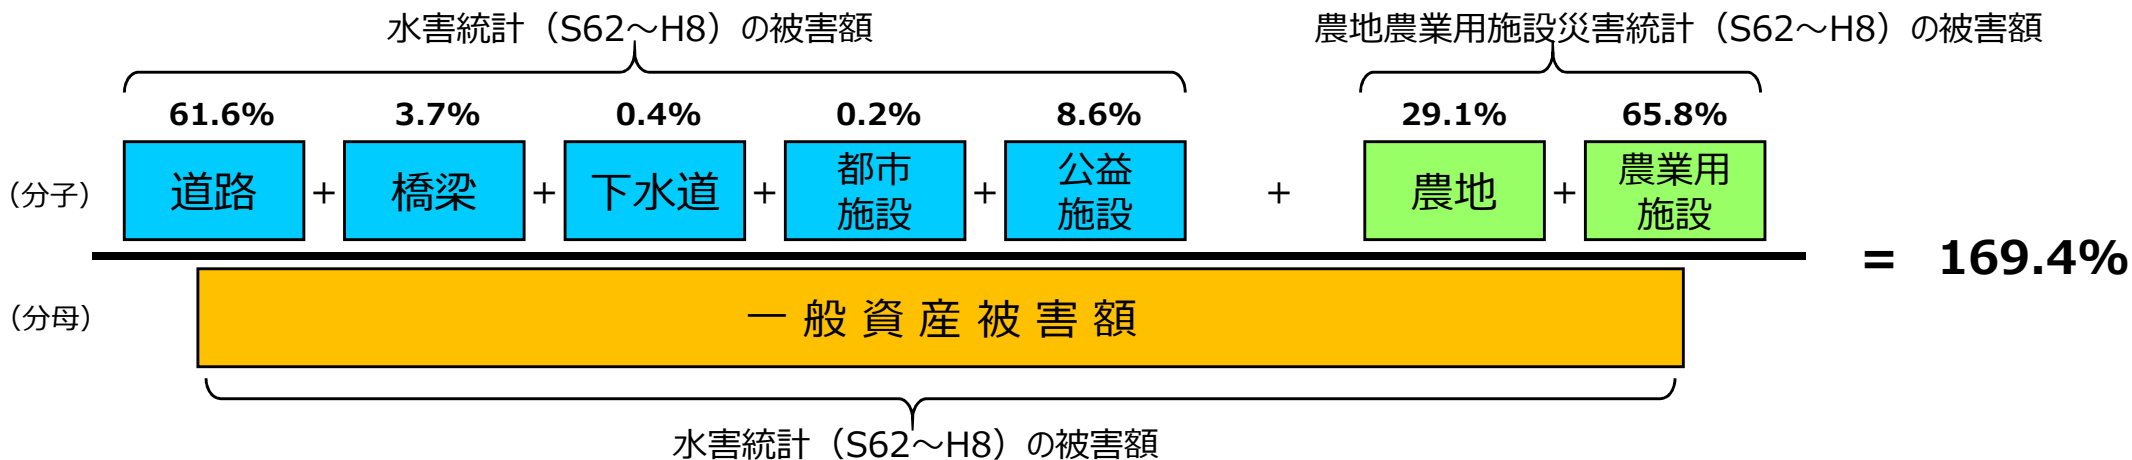 水害統計（S62～H8）の被害額
農地農業用施設災害統計（S62～H8）の被害額
61.6% 3.7% 0.4% 0.2% 8.6% 29.1% 65.8%
（分子） 道路 + 橋梁 + 下水道 + 都市施設 + 公益施設 + 農地 + 農業用施設
= 169.4%
（分母） 一般資産被害額
水害統計（S62～H8）の被害額